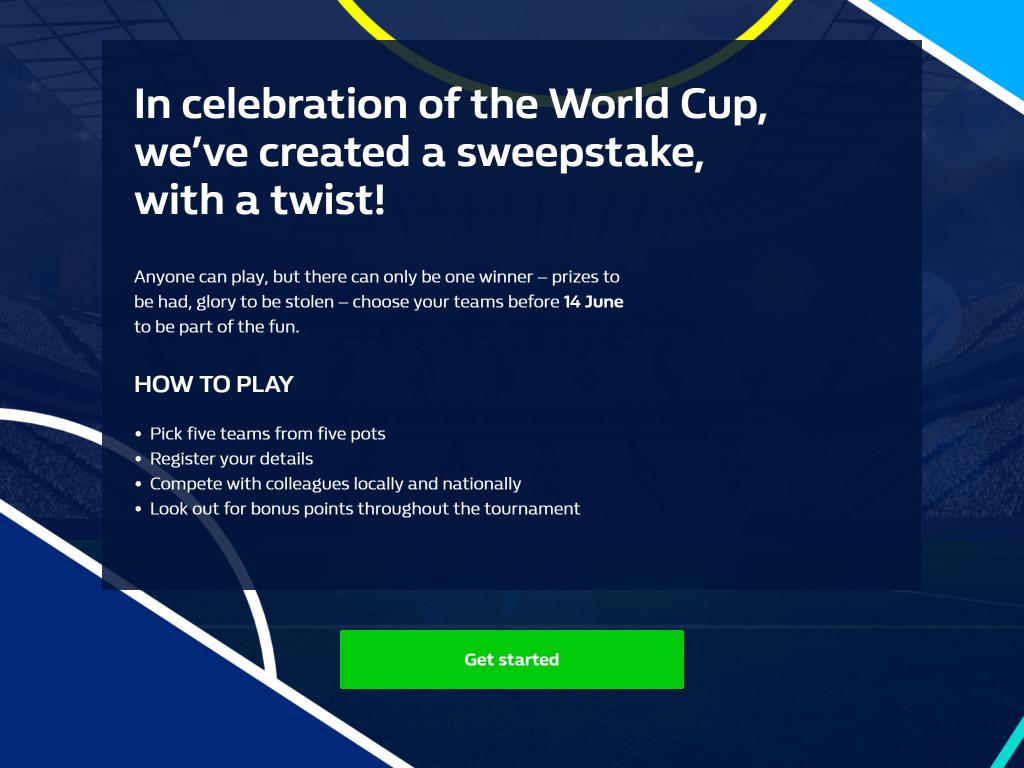 In celebration of the World Cup,
we’ve created a sweepstake,
with a twist!
Anyone can play, but there can only be one winner – prizes to
be had, glory to be stolen – choose your teams before 14 June
to be part of the fun.
HOW TO PLAY
• Pick five teams from five pots
• Register your details
• Compete with colleagues locally and nationally
• Look out for bonus points throughout the tournament
Get started